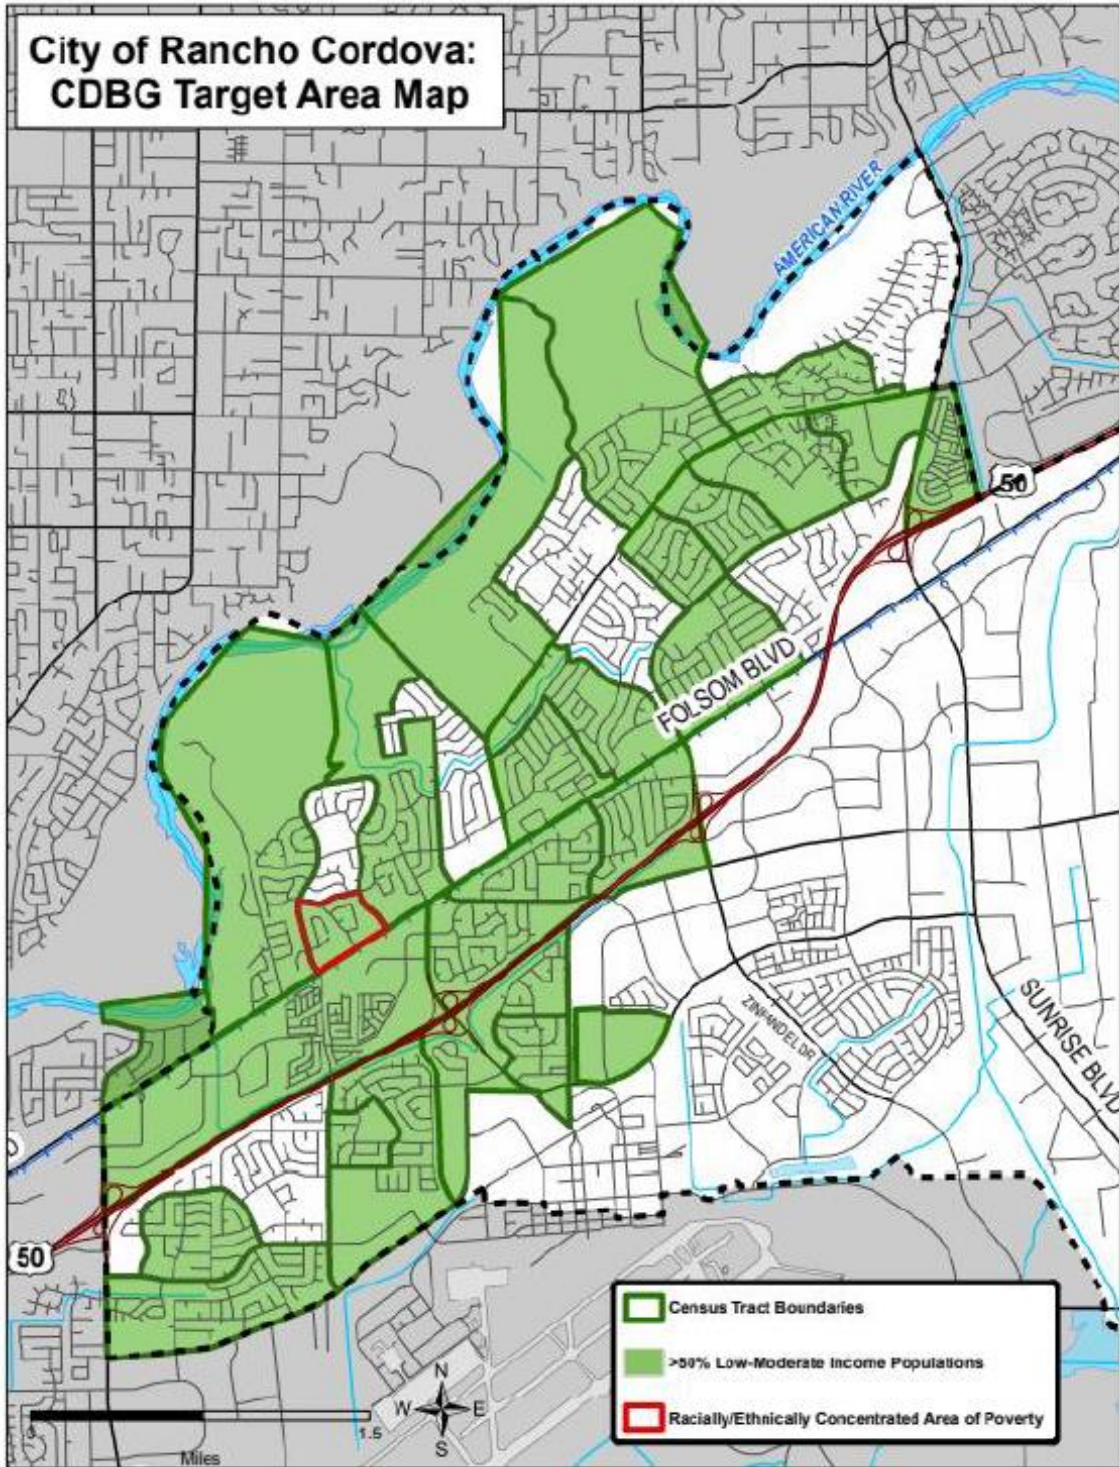 City of Rancho Cordova:
CDBG Target Area Map
AMERICAN RIVER
50
FOLSOM BLVD
ZINFANDEL DR
SUNRISE BLVD
50
Census Tract Boundaries
>50% Low-Moderate Income Populations
Racially/Ethnically Concentrated Area of Poverty
N
W
E
S
0
1.5
Miles